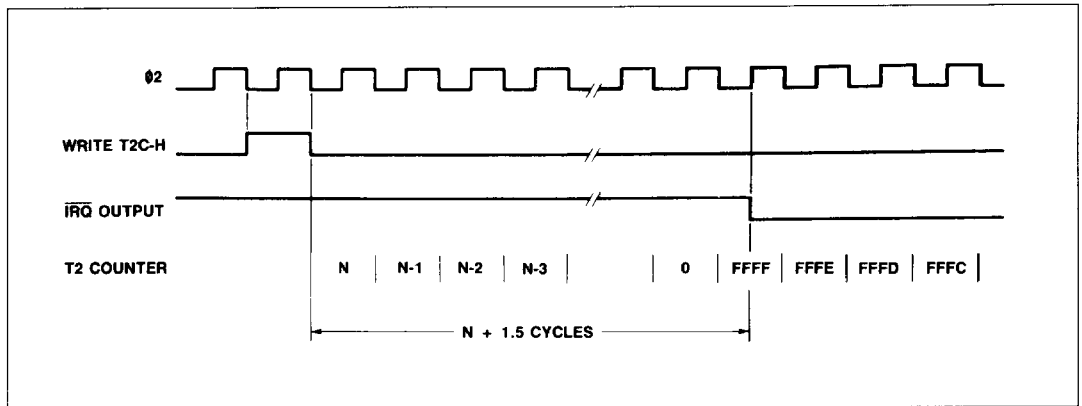 φ2
WRITE T2C-H
IRQ OUTPUT
T2 COUNTER N N-1 N-2 N-3 0 FFFF FFFE FFFD FFFC
N + 1.5 CYCLES